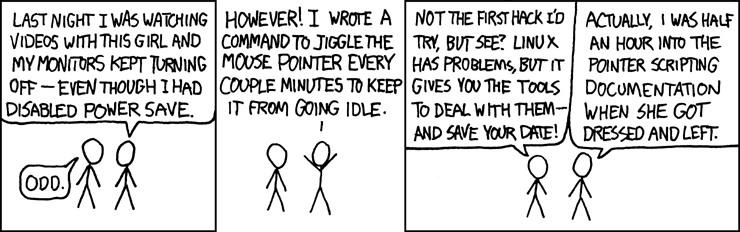 LAST NIGHT I WAS WATCHING
VIDEOS WITH THIS GIRL AND
MY MONITORS KEPT TURNING
OFF — EVEN THOUGH I HAD
DISABLED POWER SAVE.
ODD.
HOWEVER! I WROTE A
COMMAND TO JIGGLE THE
MOUSE POINTER EVERY
COUPLE MINUTES TO KEEP
IT FROM GOING IDLE.
NOT THE FIRST HACK I'D
TRY, BUT SEE? LINUX
HAS PROBLEMS, BUT IT
GIVES YOU THE TOOLS
TO DEAL WITH THEM—
AND SAVE YOUR DATE!
ACTUALLY, I WAS HALF
AN HOUR INTO THE
POINTER SCRIPTING
DOCUMENTATION
WHEN SHE GOT
DRESSED AND LEFT.